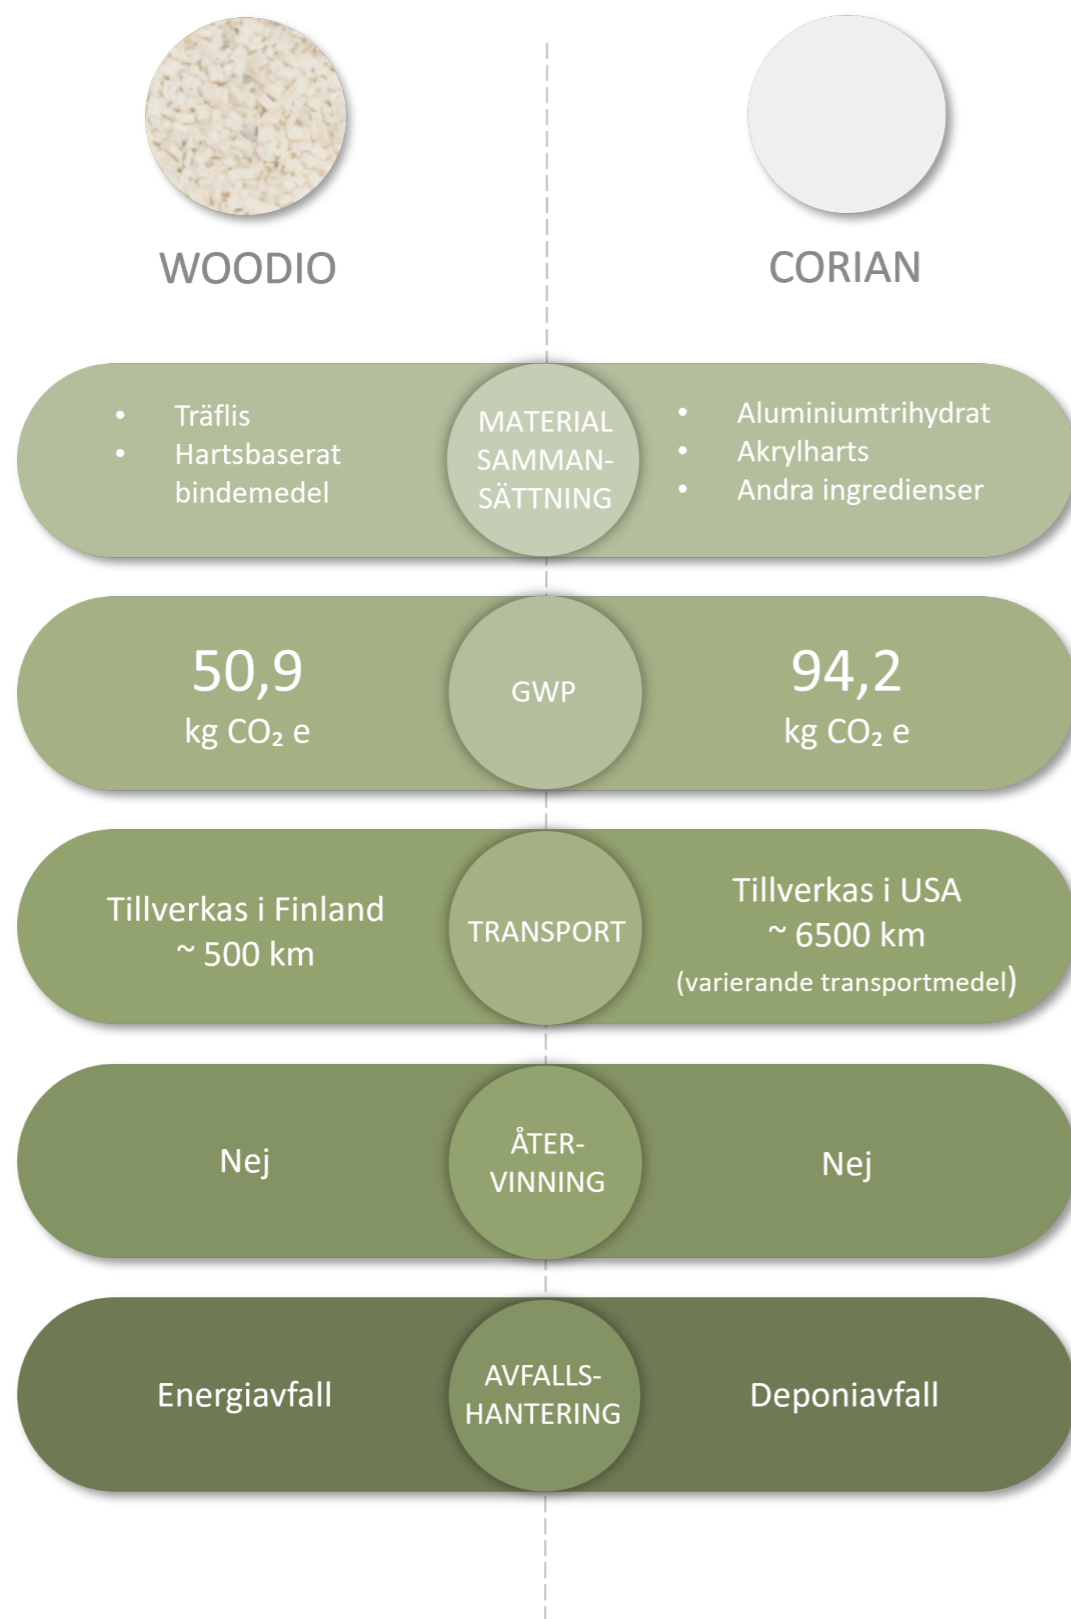 WOODIO
CORIAN
• Träflis
• Hartsbaserat
bindemedel
MATERIAL
SAMMAN-
SÄTTNING
• Aluminiumtrihydrat
• Akrylharts
• Andra ingredienser
50,9
kg CO₂ e
GWP
94,2
kg CO₂ e
Tillverkas i Finland
~ 500 km
TRANSPORT
Tillverkas i USA
~ 6500 km
(varierande transportmedel)
Nej
ÅTER-
VINNING
Nej
Energiavfall
AVFALLS-
HANTERING
Deponiavfall